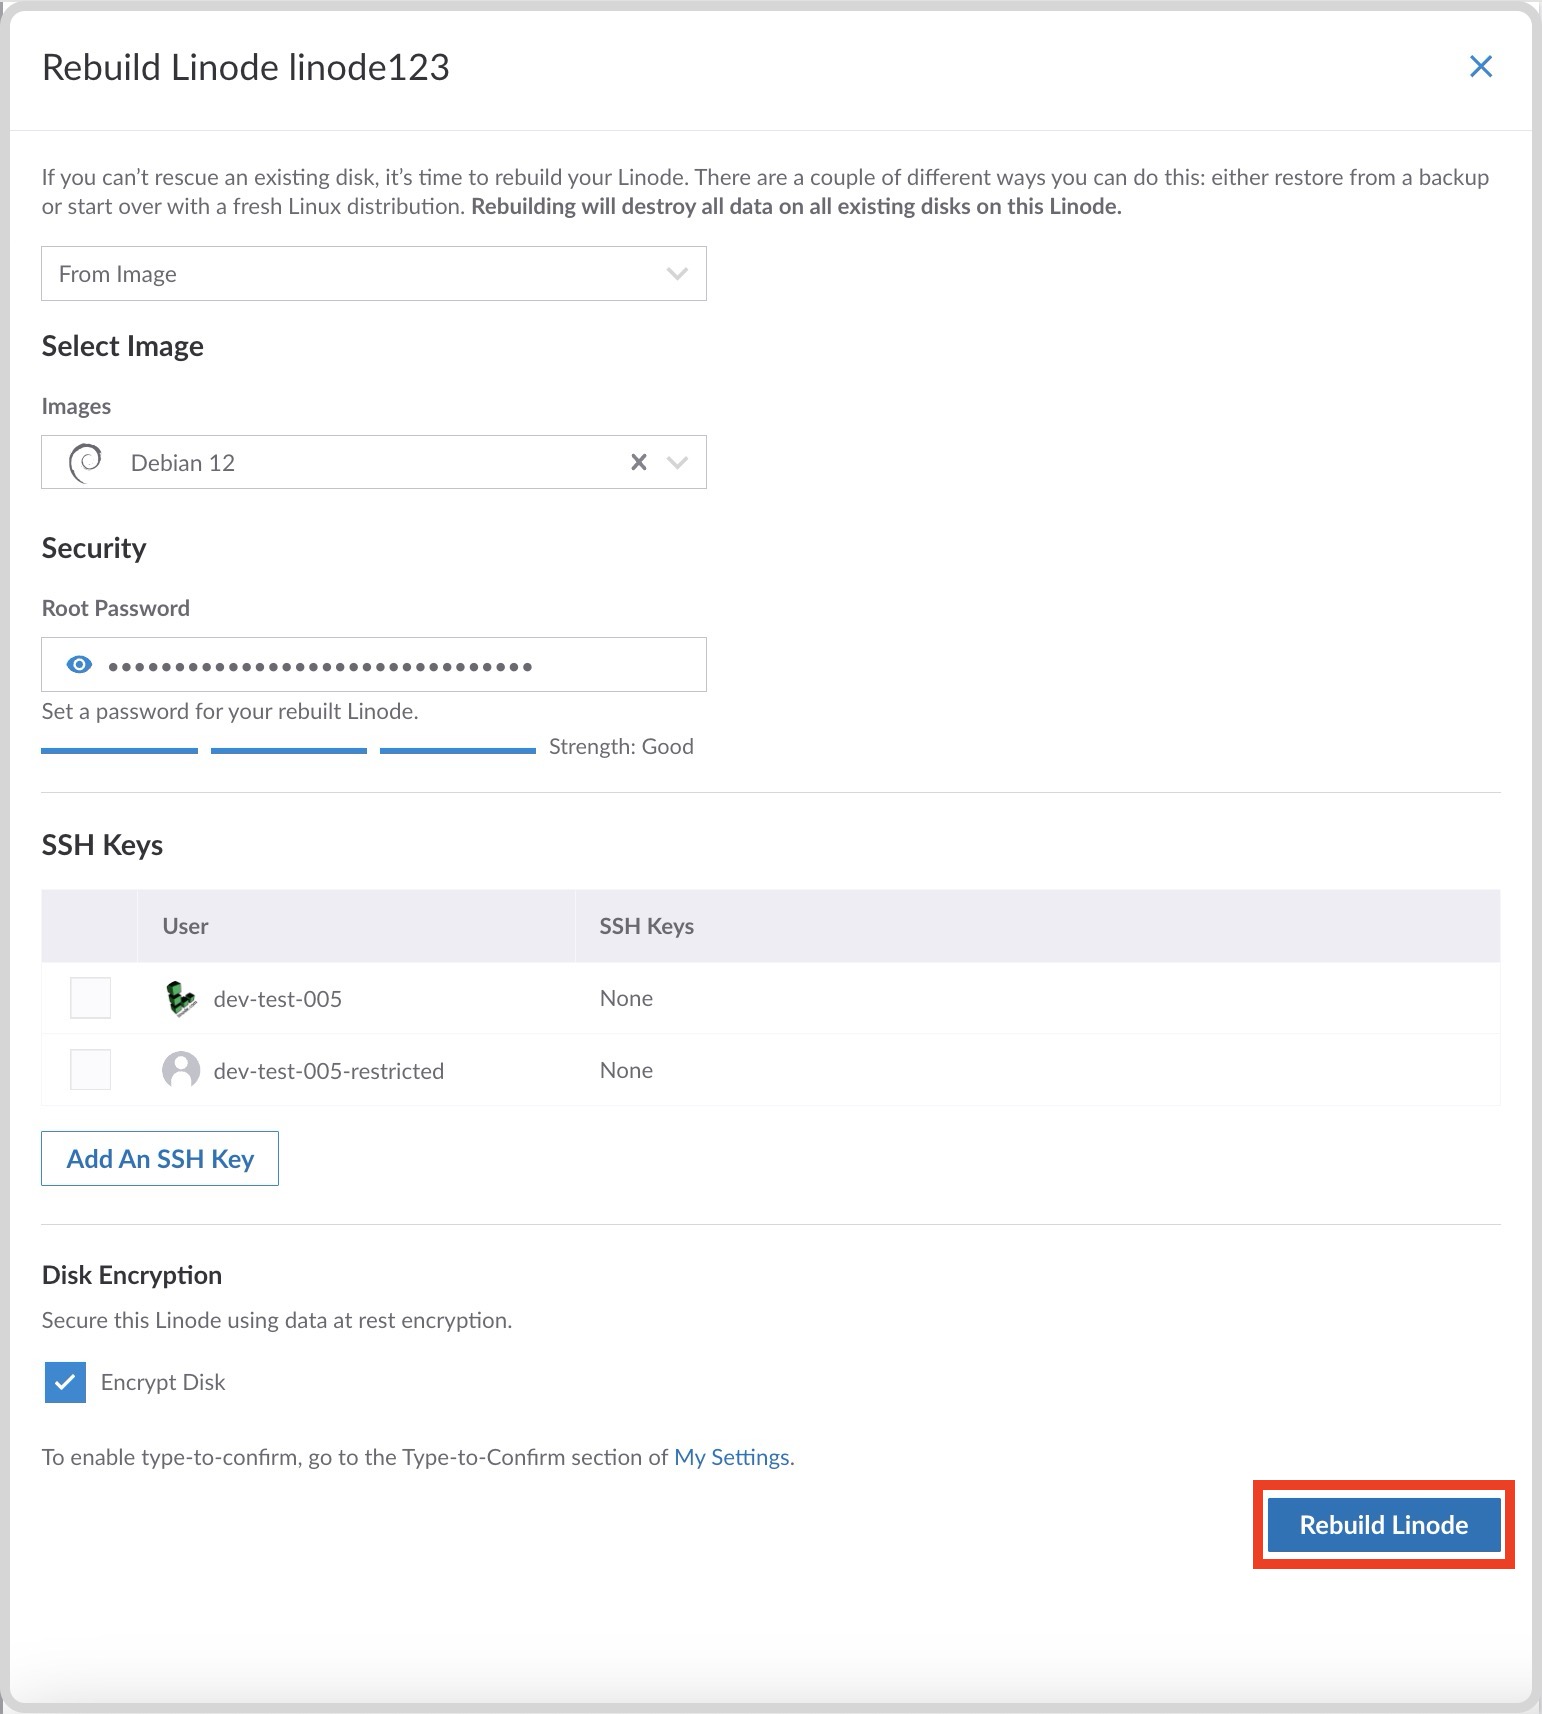 Rebuild Linode linode123
If you can’t rescue an existing disk, it’s time to rebuild your Linode. There are a couple of different ways you can do this: either restore from a backup
or start over with a fresh Linux distribution. Rebuilding will destroy all data on all existing disks on this Linode.
From Image
Select Image
Images
Debian 12
Security
Root Password
••••••••••••••••••••••••••••••••
Set a password for your rebuilt Linode.
Strength: Good
SSH Keys
User SSH Keys
dev-test-005 None
dev-test-005-restricted None
Add An SSH Key
Disk Encryption
Secure this Linode using data at rest encryption.
Encrypt Disk
To enable type-to-confirm, go to the Type-to-Confirm section of My Settings.
Rebuild Linode